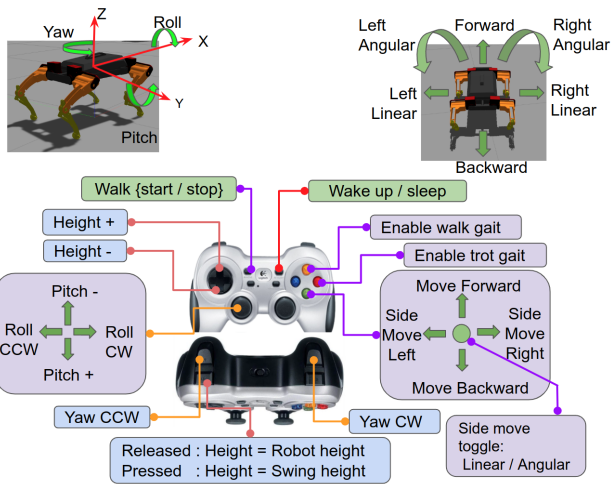 Z
Roll
Yaw
X
Y
Pitch
Left
Angular
Forward
Right
Angular
Left
Linear
Right
Linear
Backward
Walk {start / stop}
Wake up / sleep
Height +
Height -
Enable walk gait
Enable trot gait
Pitch -
Roll
CCW
Roll
CW
Pitch +
Move Forward
Side
Move
Left
Side
Move
Right
Move Backward
Yaw CCW
Yaw CW
Released : Height = Robot height
Pressed : Height = Swing height
Side move
toggle:
Linear / Angular